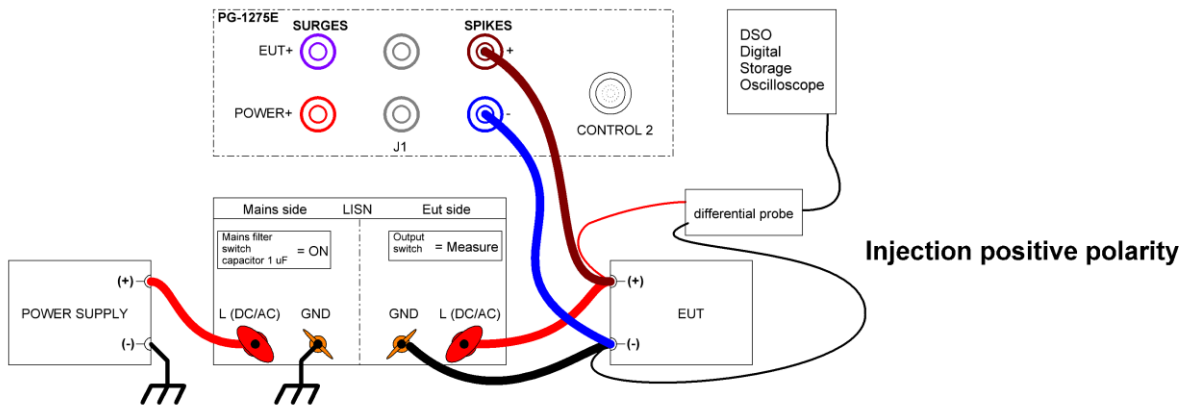 PG-1275E
SURGES
SPIKES
EUT+
+
POWER+
-
J1
CONTROL 2
DSO
Digital
Storage
Oscilloscope
Mains side
LISN
Eut side
Mains filter
switch
capacitor 1 uF
= ON
Output
switch
= Measure
differential probe
Injection positive polarity
(+)
POWER SUPPLY
(-)
L (DC/AC)
GND
GND
L (DC/AC)
(+)
EUT
(-)